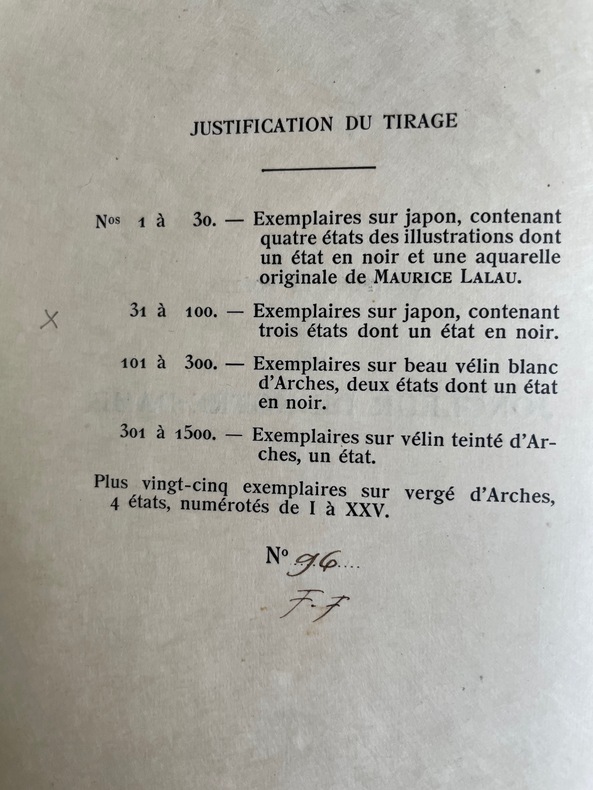 JUSTIFICATION DU TIRAGE
Nos 1 à 30. — Exemplaires sur japon, contenant
quatre états des illustrations dont
un état en noir et une aquarelle
originale de MAURICE LALAU.
x 31 à 100. — Exemplaires sur japon, contenant
trois états dont un état en noir.
101 à 300. — Exemplaires sur beau vélin blanc
d'Arches, deux états dont un état
en noir.
301 à 1500. — Exemplaires sur vélin teinté d'Ar-
ches, un état.
Plus vingt-cinq exemplaires sur vergé d'Arches,
4 états, numérotés de I à XXV.
No 96....
F.F